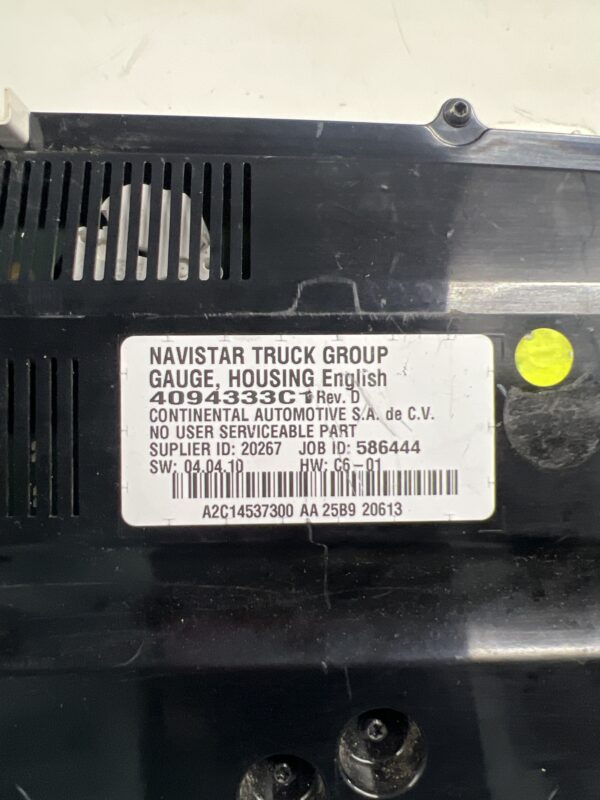 NAVISTAR TRUCK GROUP
GAUGE, HOUSING English
4094333C1 Rev. D
CONTINENTAL AUTOMOTIVE S.A. de C.V.
NO USER SERVICEABLE PART
SUPLIER ID: 20267 JOB ID: 586444
SW: 04.04.10 HW: C6-01
A2C14537300 AA 25B9 20613